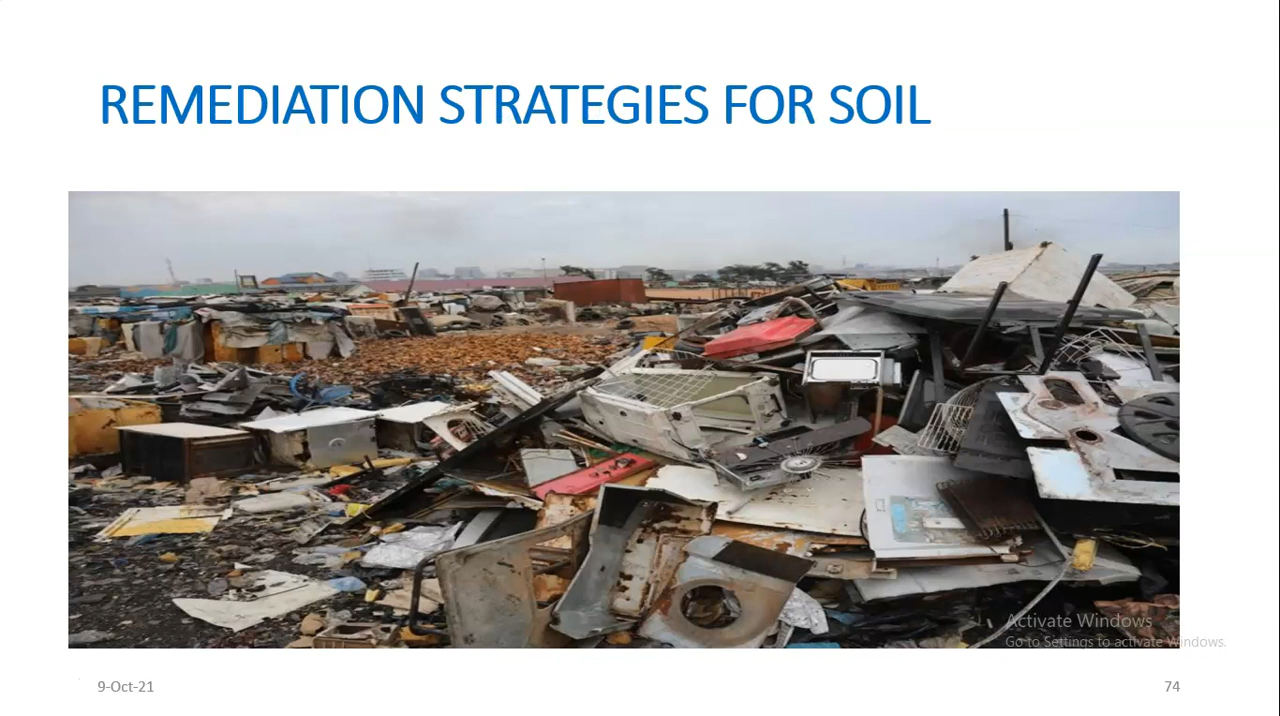 REMEDIATION STRATEGIES FOR SOIL
Activate Windows
Go to Settings to activate Windows.
9-Oct-21
74